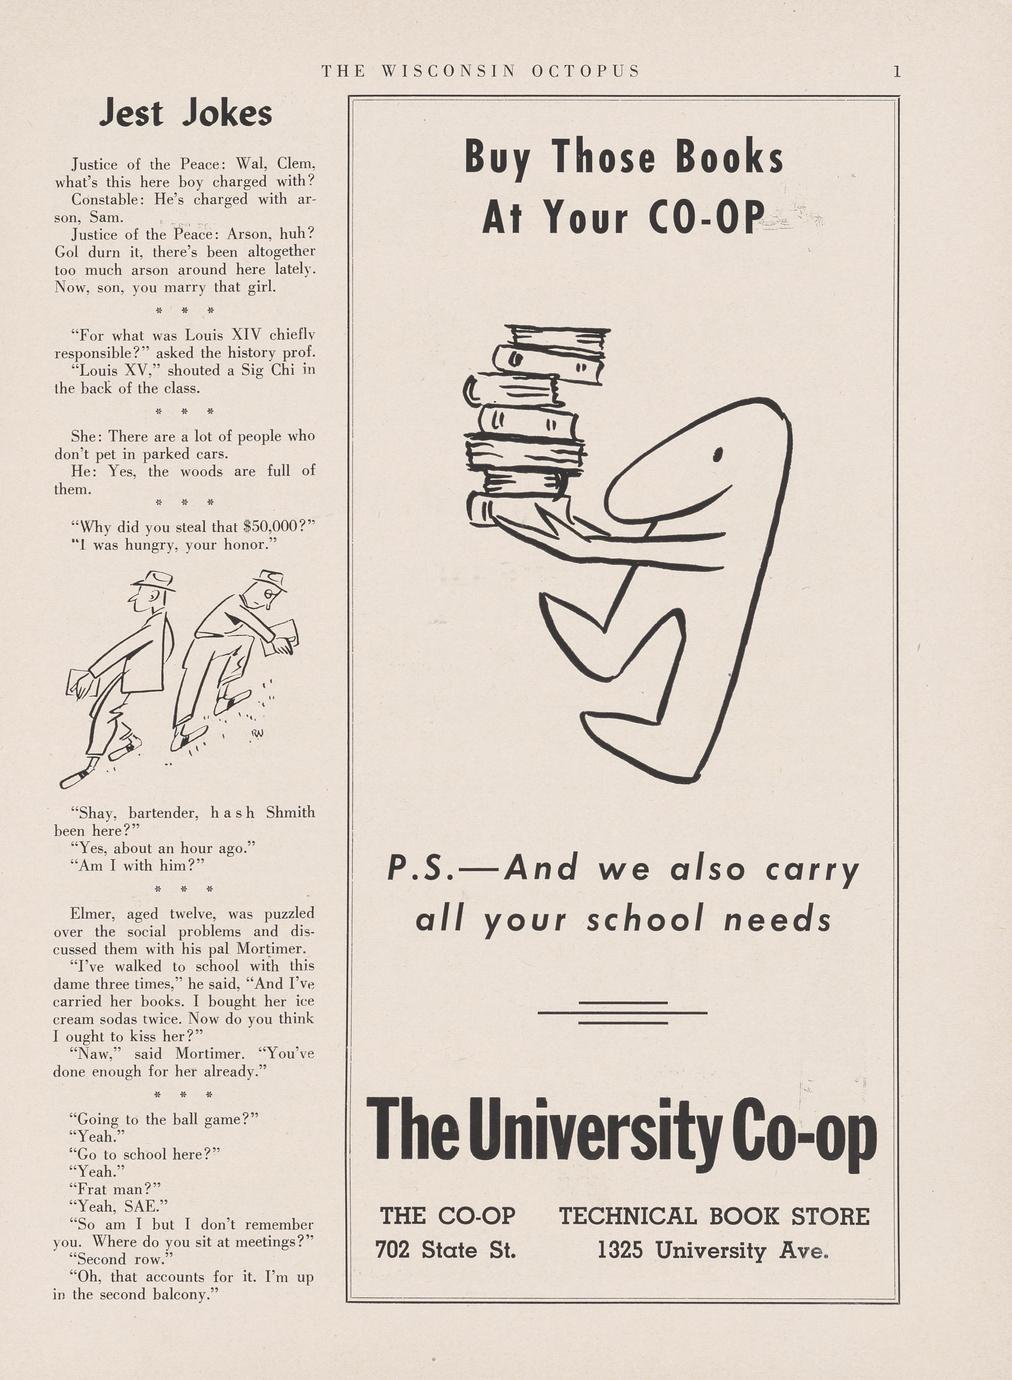 THE WISCONSIN OCTOPUS
1
Jest Jokes
Justice of the Peace: Wal, Clem,
what's this here boy charged with?
Constable: He's charged with ar-
son, Sam.
Justice of the Peace: Arson, huh?
Gol durn it, there's been altogether
too much arson around here lately.
Now, son, you marry that girl.
* * *
“For what was Louis XIV chiefly
responsible?” asked the history prof.
“Louis XV,” shouted a Sig Chi in
the back of the class.
* * *
She: There are a lot of people who
don't pet in parked cars.
He: Yes, the woods are full of
them.
* * *
“Why did you steal that $50,000?”
“I was hungry, your honor.”
RW
“Shay, bartender, hash Shmith
been here?”
“Yes, about an hour ago.”
“Am I with him?”
* * *
Elmer, aged twelve, was puzzled
over the social problems and dis-
cussed them with his pal Mortimer.
“I've walked to school with this
dame three times,” he said, “And I've
carried her books. I bought her ice
cream sodas twice. Now do you think
I ought to kiss her?”
“Naw,” said Mortimer. “You've
done enough for her already.”
* * *
“Going to the ball game?”
“Yeah.”
“Go to school here?”
“Yeah.”
“Frat man?”
“Yeah, SAE.”
“So am I but I don't remember
you. Where do you sit at meetings?”
“Second row.”
“Oh, that accounts for it. I'm up
in the second balcony.”
Buy Those Books
At Your CO-OP
P.S.—And we also carry
all your school needs
The University Co-op
THE CO-OP
702 State St.
TECHNICAL BOOK STORE
1325 University Ave.